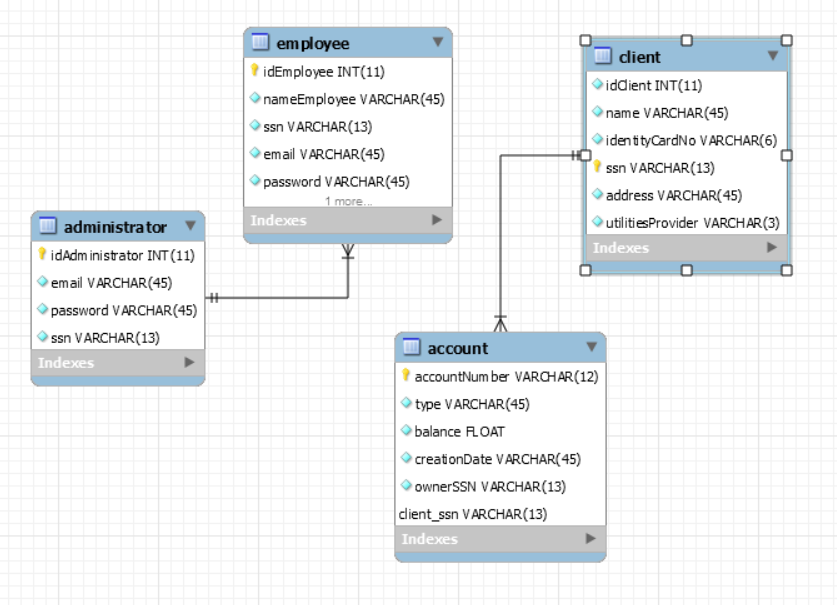 employee
idEmployee INT(11)
nameEmployee VARCHAR(45)
ssn VARCHAR(13)
email VARCHAR(45)
password VARCHAR(45)
1 more...
Indexes
client
idClient INT(11)
name VARCHAR(45)
identityCardNo VARCHAR(6)
ssn VARCHAR(13)
address VARCHAR(45)
utilitiesProvider VARCHAR(3)
Indexes
administrator
idAdministrator INT(11)
email VARCHAR(45)
password VARCHAR(45)
ssn VARCHAR(13)
Indexes
account
accountNumber VARCHAR(12)
type VARCHAR(45)
balance FLOAT
creationDate VARCHAR(45)
ownerSSN VARCHAR(13)
client_ssn VARCHAR(13)
Indexes